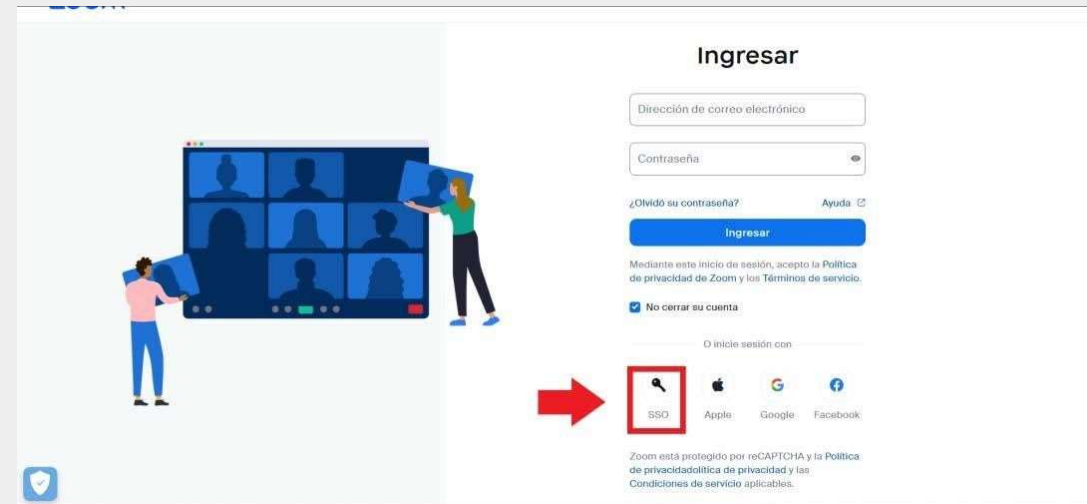 Ingresar
Dirección de correo electrónico
Contraseña
¿Olvidó su contraseña? Ayuda
Ingresar
Mediante este inicio de sesión, acepto la Política
de privacidad de Zoom y los Términos de servicio.
No cerrar su cuenta
O inicie sesión con
SSO Apple Google Facebook
Zoom está protegido por reCAPTCHA y la Política
de privacidadolítica de privacidad y las
Condiciones de servicio aplicables.